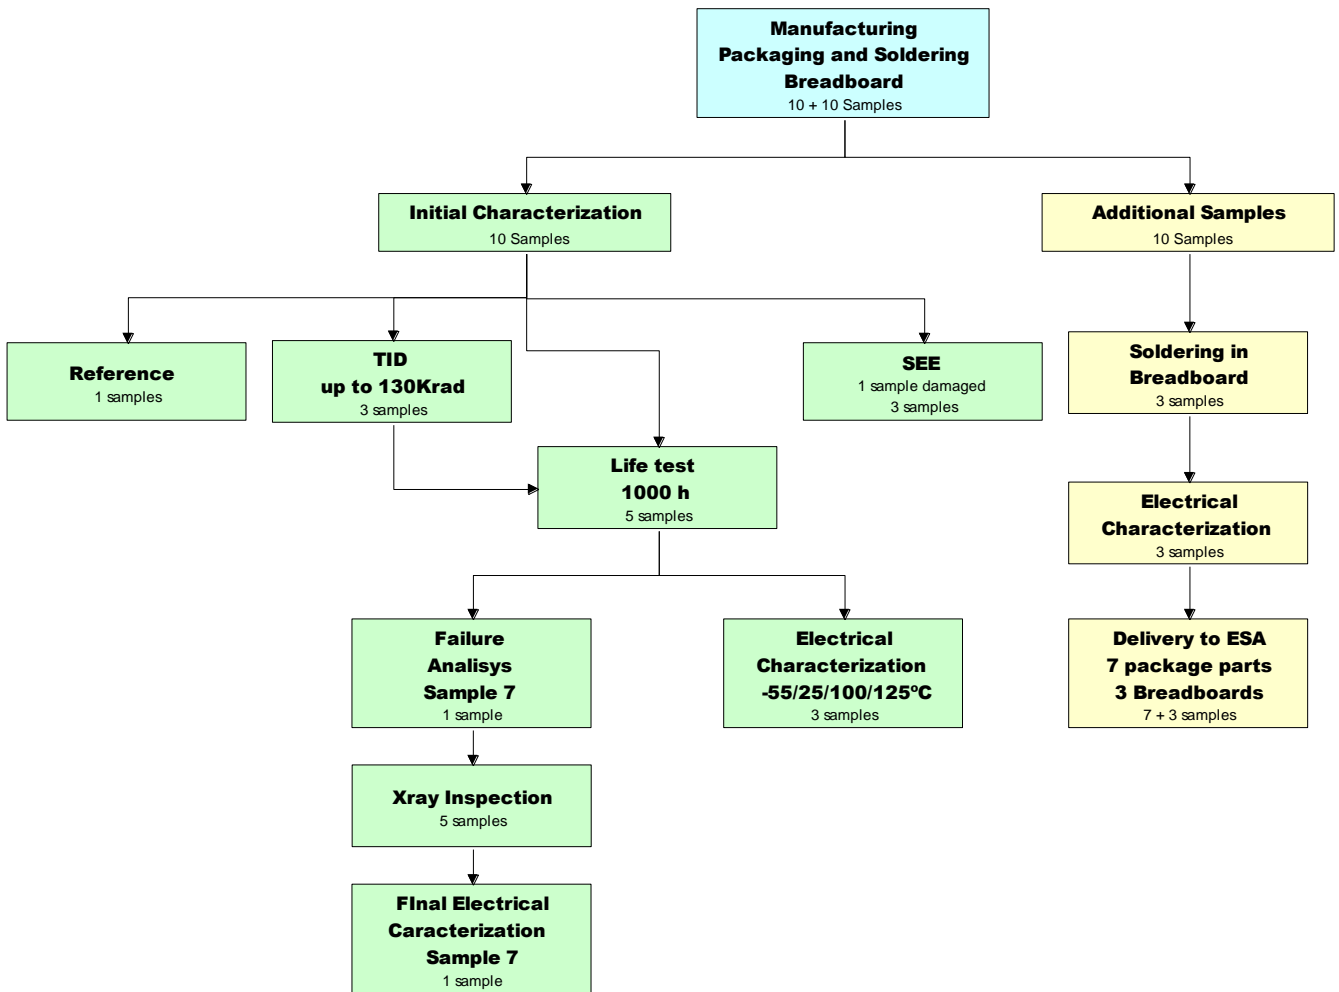 Manufacturing
Packaging and Soldering
Breadboard
10 + 10 Samples
Initial Characterization
10 Samples
Additional Samples
10 Samples
Reference
1 samples
TID
up to 130Krad
3 samples
SEE
1 sample damaged
3 samples
Soldering in
Breadboard
3 samples
Life test
1000 h
5 samples
Electrical
Characterization
3 samples
Failure
Analisys
Sample 7
1 sample
Electrical
Characterization
-55/25/100/125ºC
3 samples
Delivery to ESA
7 package parts
3 Breadboards
7 + 3 samples
Xray Inspection
5 samples
FInal Electrical
Caracterization
Sample 7
1 sample